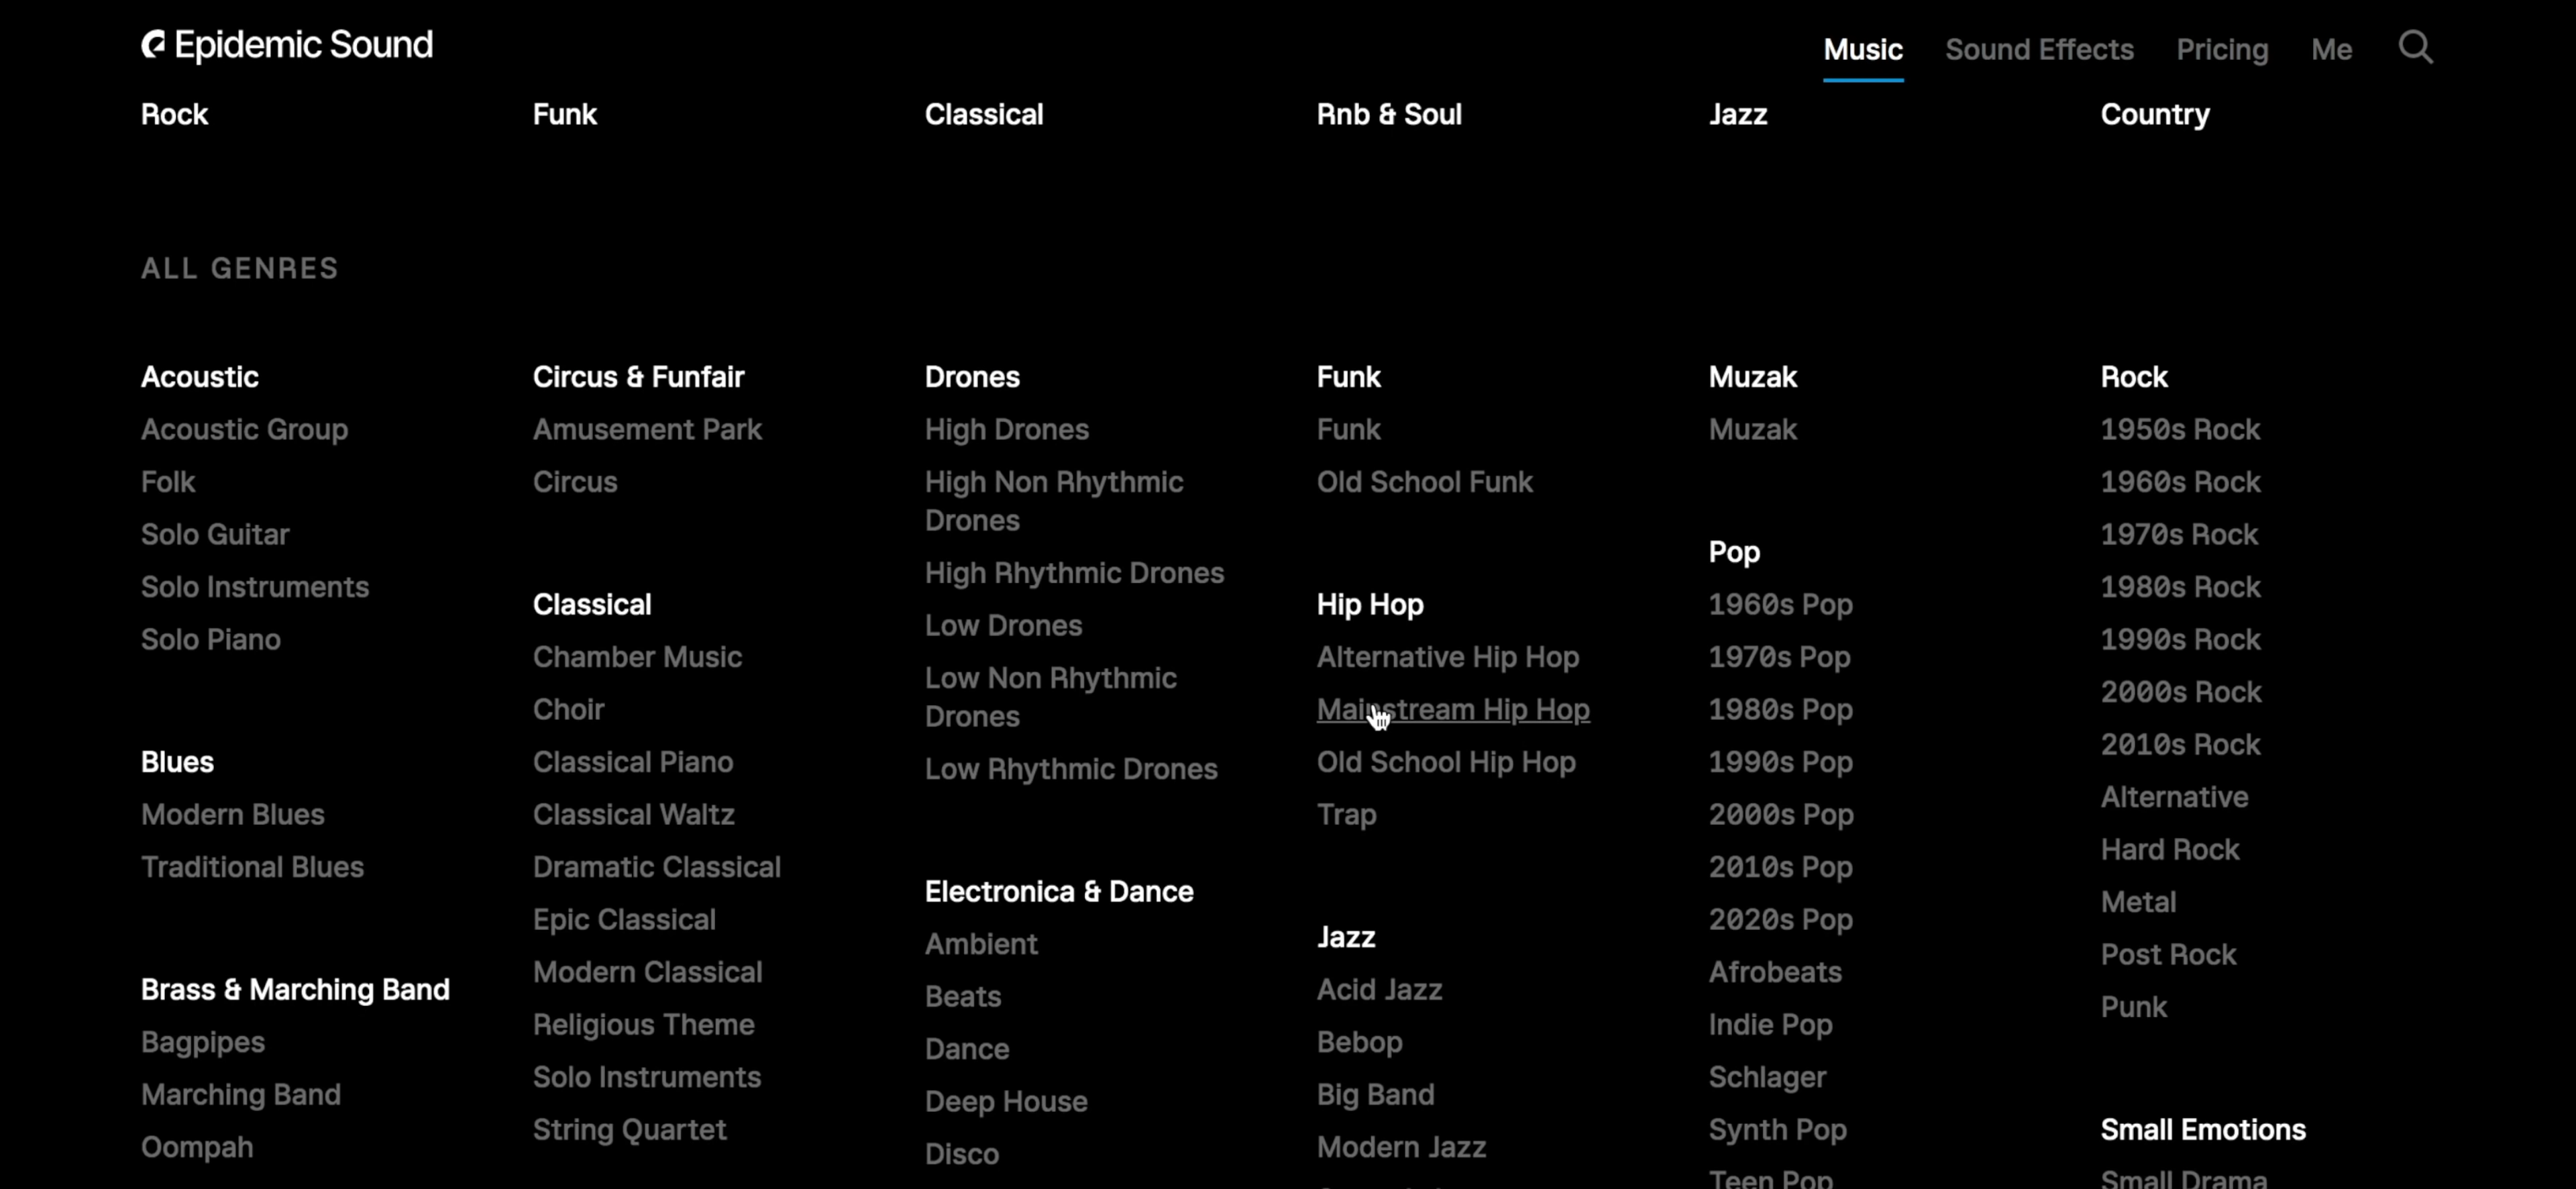 Epidemic Sound
Music
Sound Effects
Pricing
Me
Rock
Funk
Classical
Rnb & Soul
Jazz
Country
ALL GENRES
Acoustic
Acoustic Group
Folk
Solo Guitar
Solo Instruments
Solo Piano
Blues
Modern Blues
Traditional Blues
Brass & Marching Band
Bagpipes
Marching Band
Oompah
Circus & Funfair
Amusement Park
Circus
Classical
Chamber Music
Choir
Classical Piano
Classical Waltz
Dramatic Classical
Epic Classical
Modern Classical
Religious Theme
Solo Instruments
String Quartet
Drones
High Drones
High Non Rhythmic
Drones
High Rhythmic Drones
Low Drones
Low Non Rhythmic
Drones
Low Rhythmic Drones
Electronica & Dance
Ambient
Beats
Dance
Deep House
Disco
Funk
Funk
Old School Funk
Hip Hop
Alternative Hip Hop
Mainstream Hip Hop
Old School Hip Hop
Trap
Jazz
Acid Jazz
Bebop
Big Band
Modern Jazz
Muzak
Muzak
Pop
1960s Pop
1970s Pop
1980s Pop
1990s Pop
2000s Pop
2010s Pop
2020s Pop
Afrobeats
Indie Pop
Schlager
Synth Pop
Teen Pop
Rock
1950s Rock
1960s Rock
1970s Rock
1980s Rock
1990s Rock
2000s Rock
2010s Rock
Alternative
Hard Rock
Metal
Post Rock
Punk
Small Emotions
Small Drama